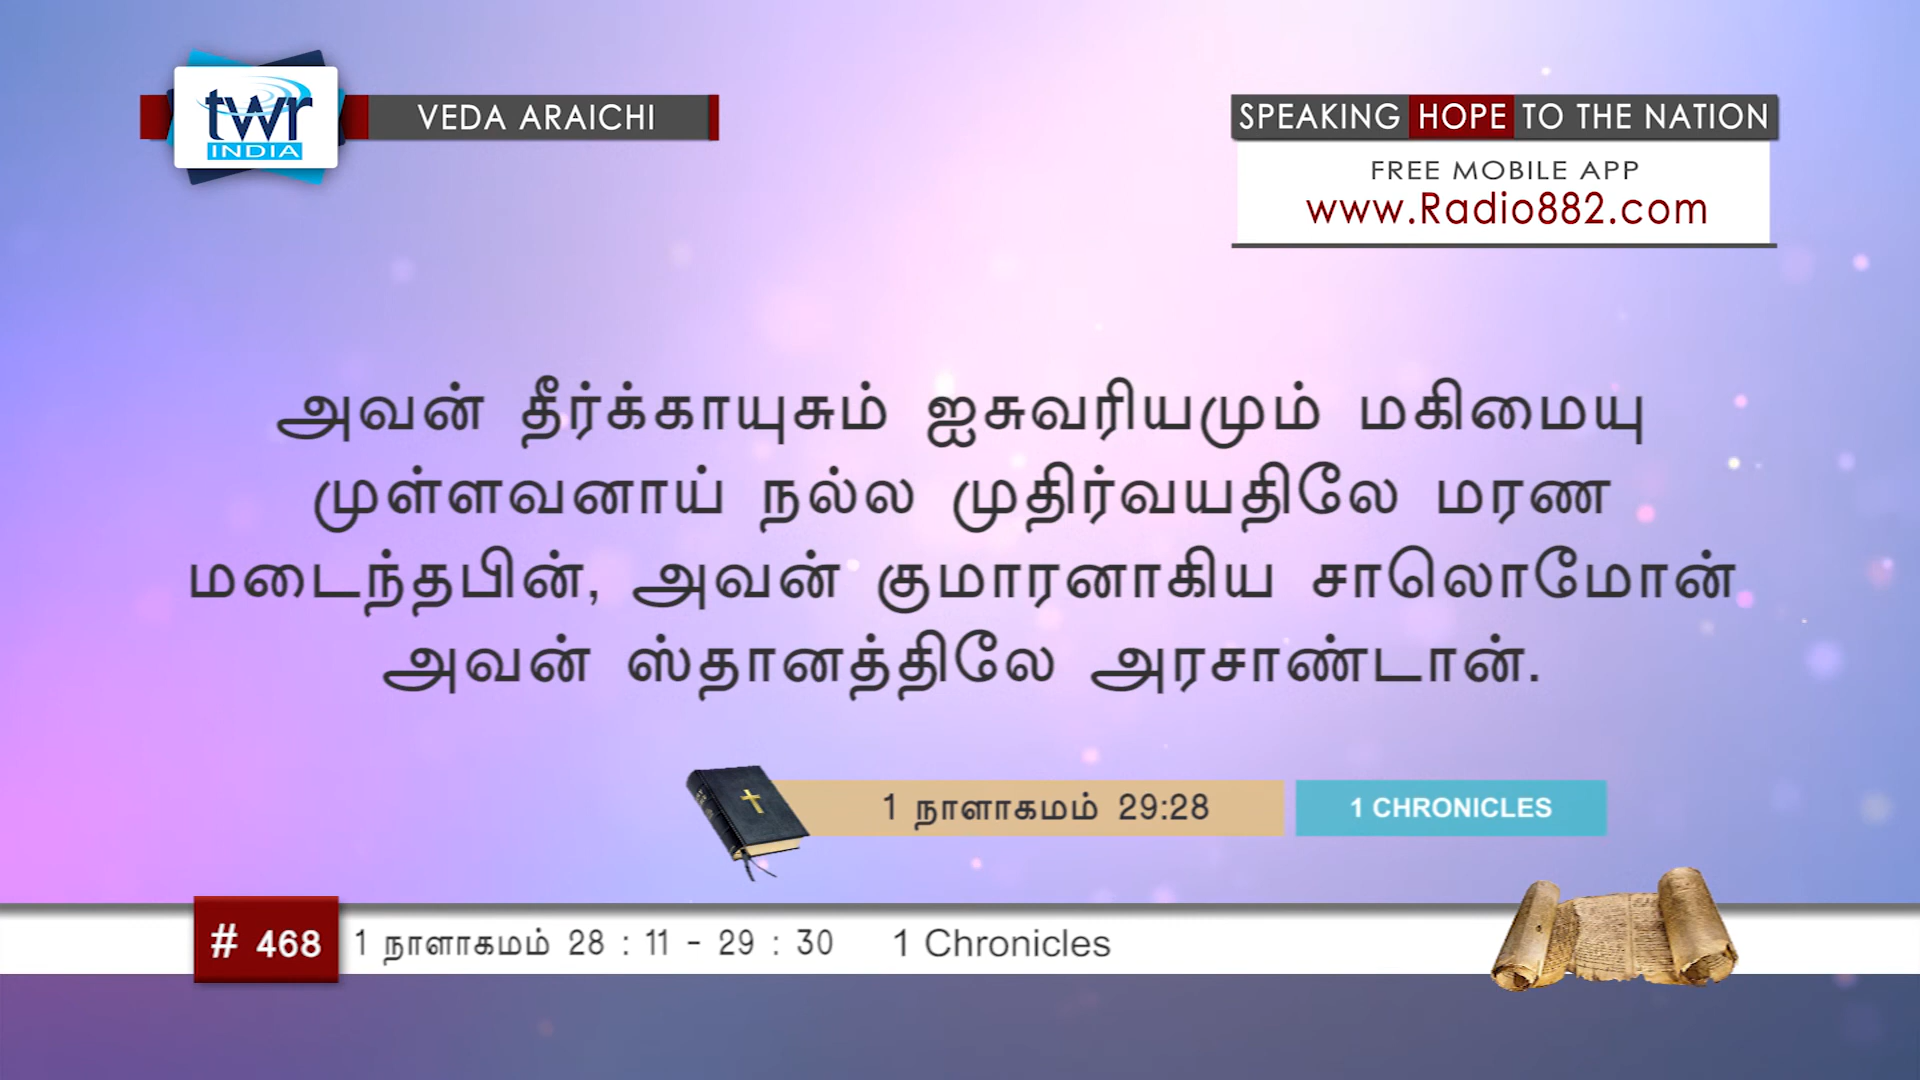 twr
INDIA
VEDA ARAICHI
SPEAKING HOPE TO THE NATION
FREE MOBILE APP
www.Radio882.com
அவன் தீர்க்காயுசும் ஐசுவரியமும் மகிமையு
முள்ளவனாய் நல்ல முதிர்வயதிலே மரண
மடைந்தபின், அவன் குமாரனாகிய சாலொமோன்
அவன் ஸ்தானத்திலே அரசாண்டான்.
1 நாளாகமம் 29:28
1 CHRONICLES
# 468 1 நாளாகமம் 28 : 11 - 29 : 30 1 Chronicles